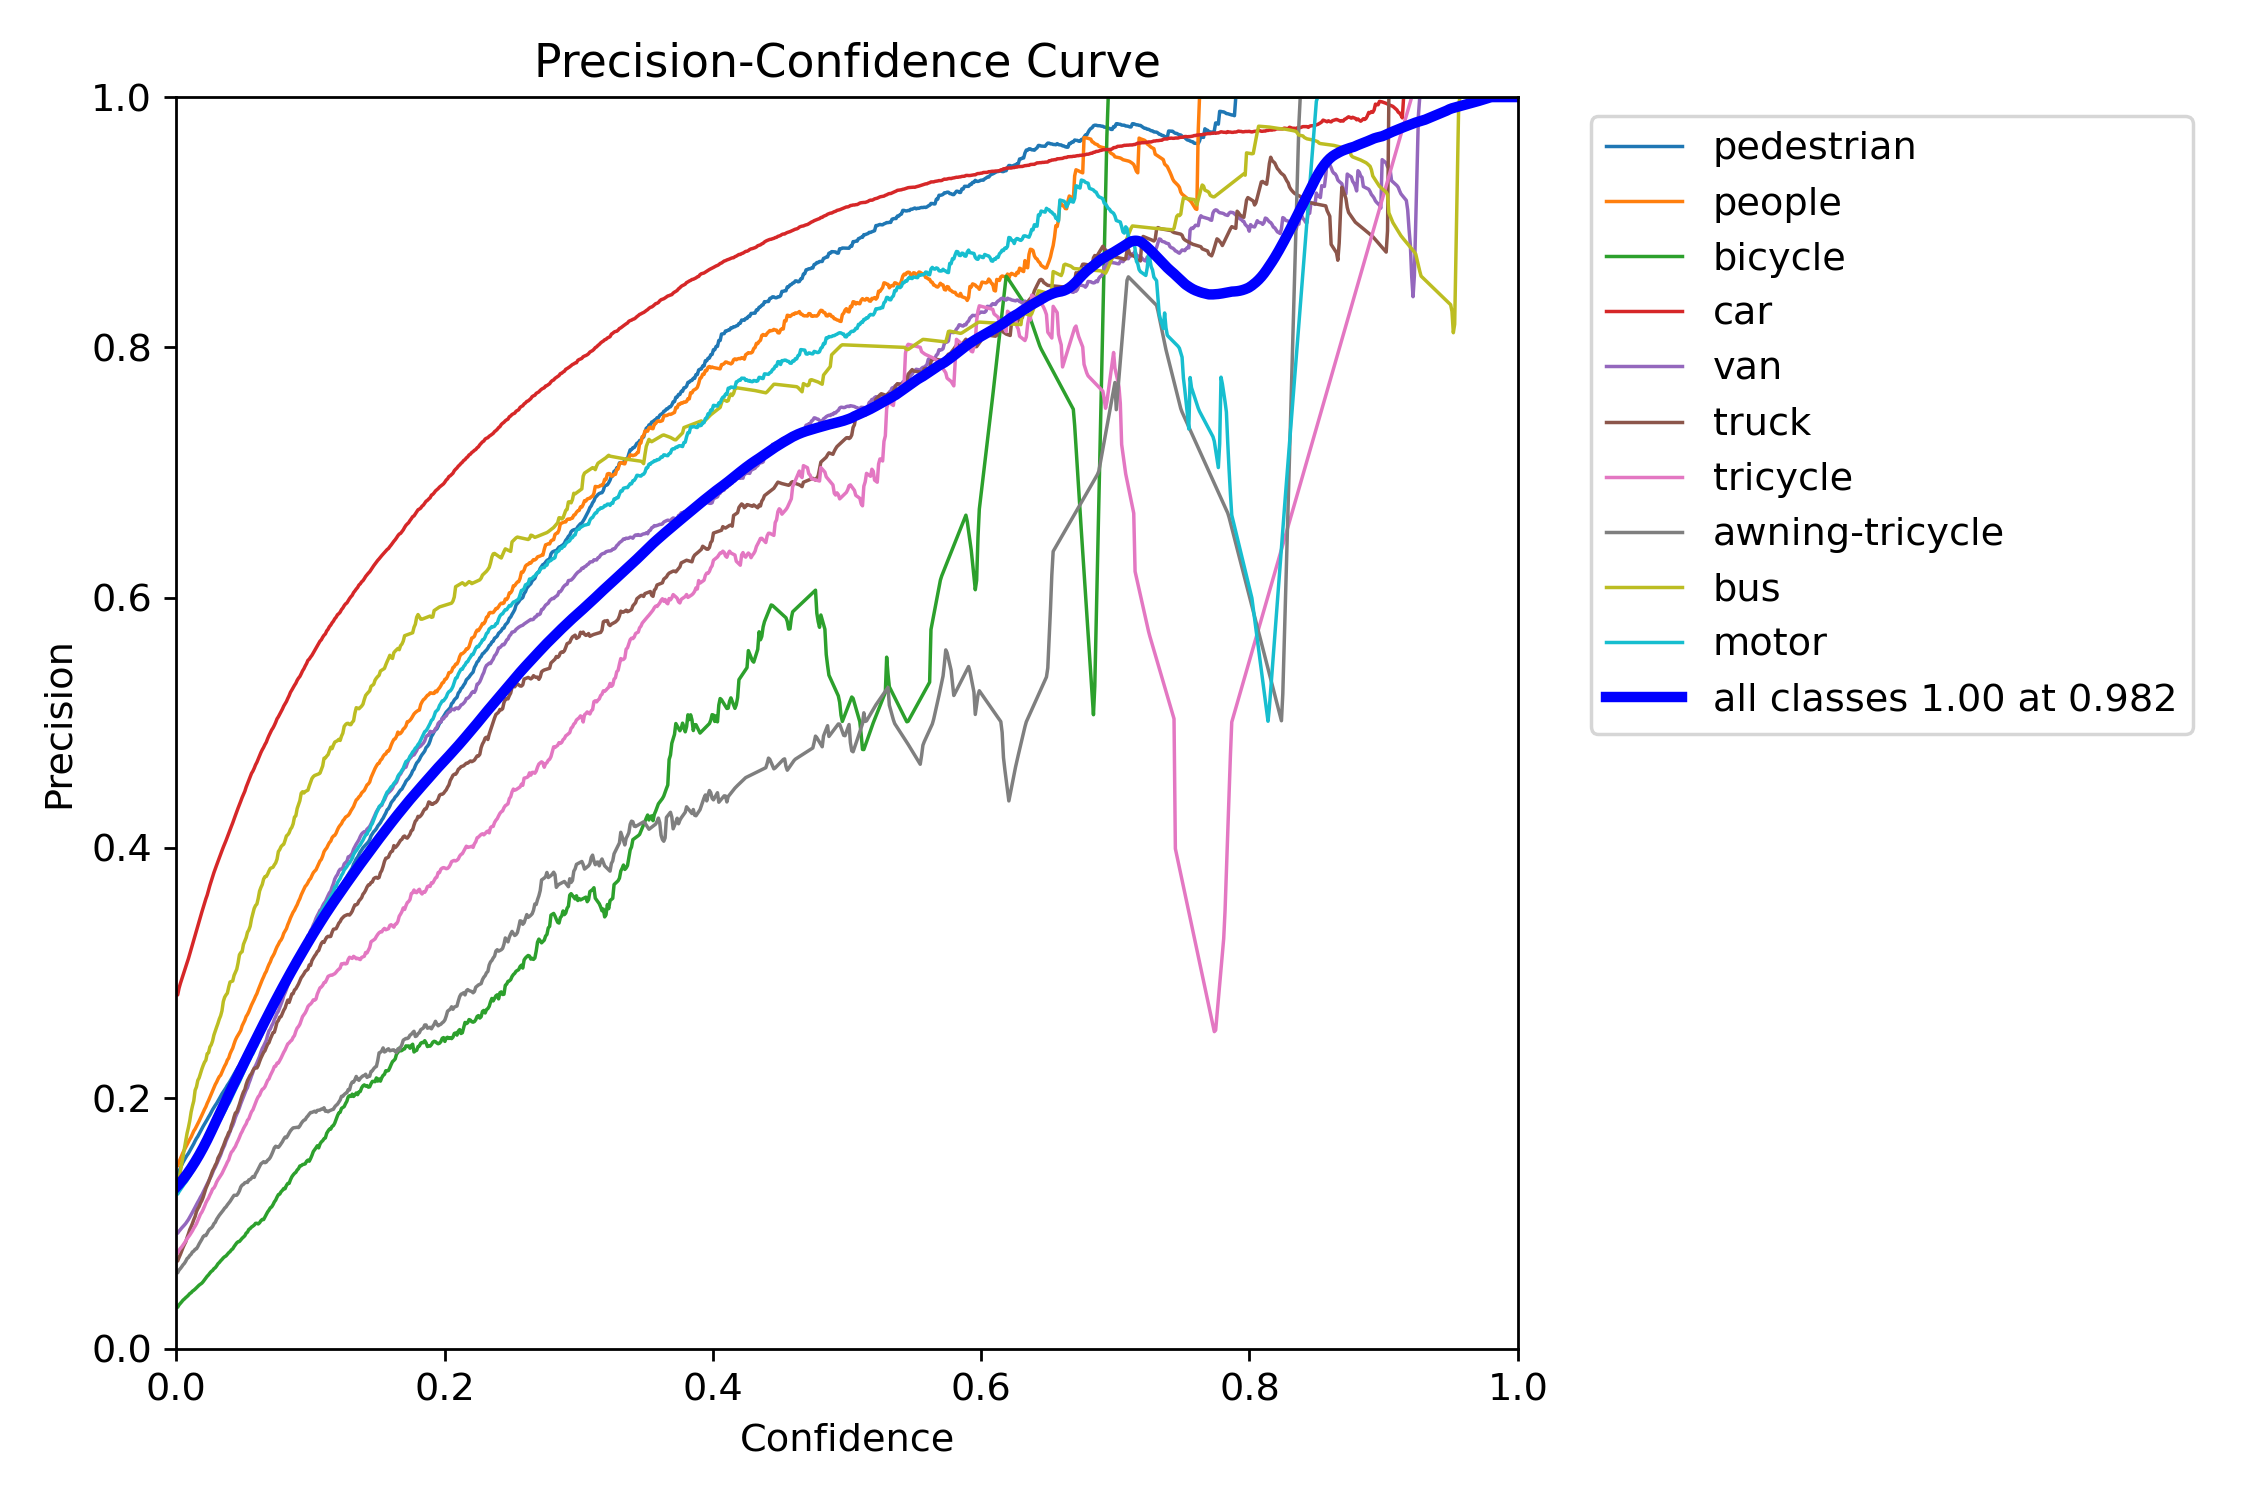 Precision-Confidence Curve
1.0
0.8
0.6
0.4
0.2
0.0
Precision
0.0 0.2 0.4 0.6 0.8 1.0
Confidence
pedestrian
people
bicycle
car
van
truck
tricycle
awning-tricycle
bus
motor
all classes 1.00 at 0.982